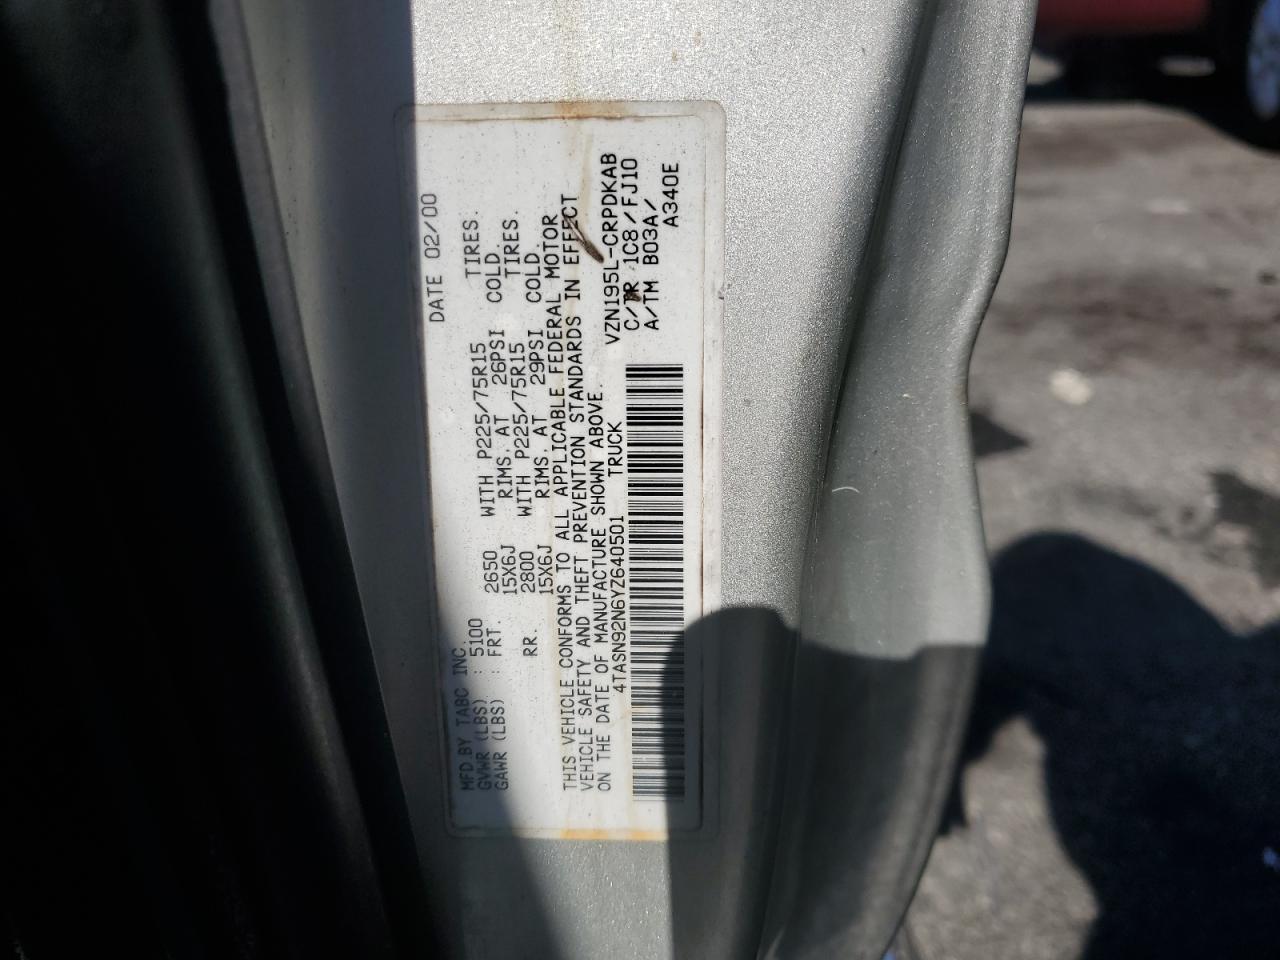 DATE 02/00
MFD.BY TABC INC.
GVWR (LBS) : 5100 WITH P225/75R15 TIRES.
GAWR (LBS) : FRT. 2650 RIMS. AT 26PSI COLD.
15X6J WITH P225/75R15 TIRES.
RR. 2800 RIMS. AT 29PSI COLD.
15X6J
THIS VEHICLE CONFORMS TO ALL APPLICABLE FEDERAL MOTOR
VEHICLE SAFETY AND THEFT PREVENTION STANDARDS IN EFFECT
ON THE DATE OF MANUFACTURE SHOWN ABOVE.
4TASN92N6YZ640501 TRUCK VZN195L-CRPDKAB
C/TR 1C8/FJ10
A/TM B03A/
A340E